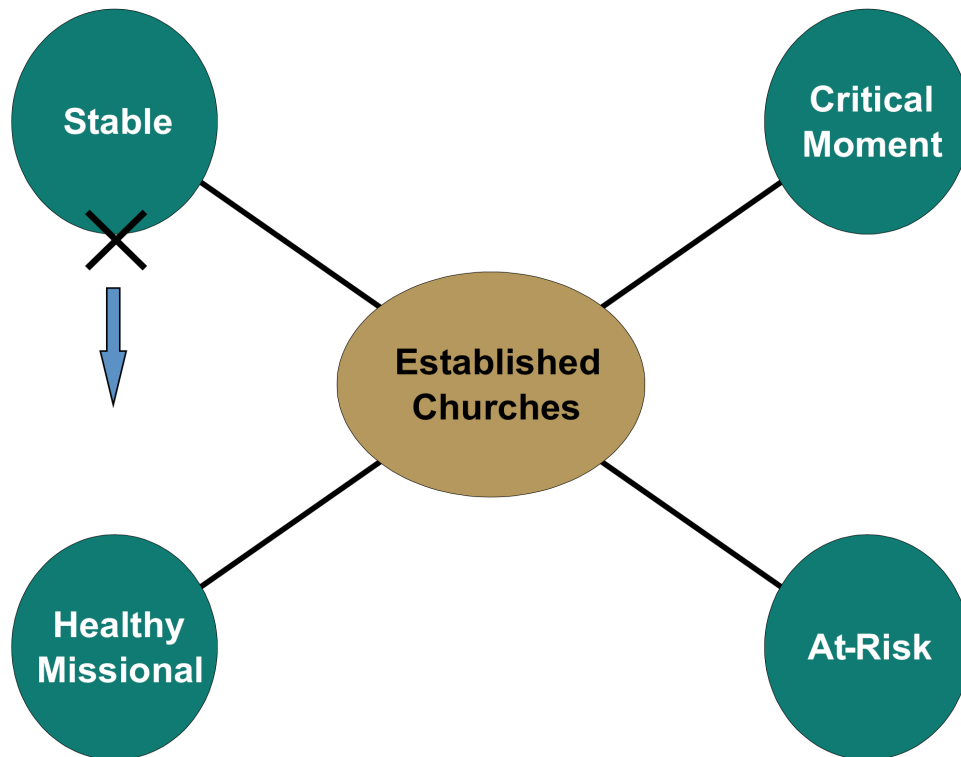 Stable
Critical
Moment
Established
Churches
Healthy
Missional
At-Risk